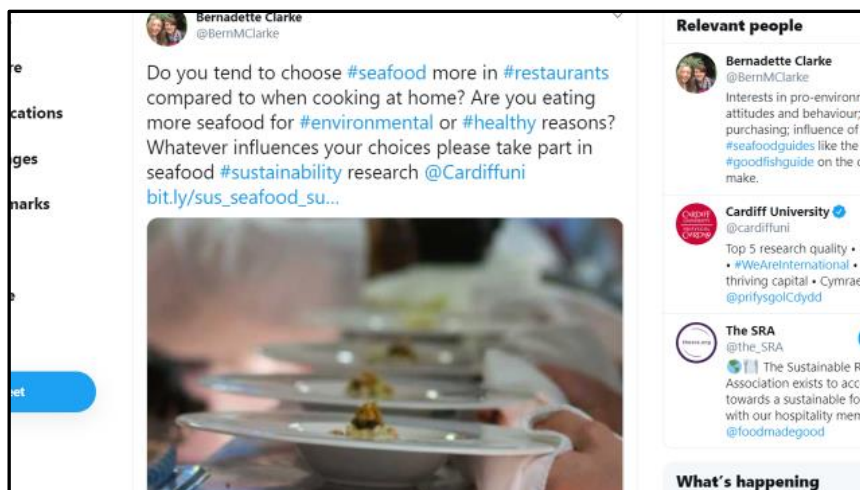 Bernadette Clarke
@BernMClarke
Do you tend to choose #seafood more in #restaurants
compared to when cooking at home? Are you eating
more seafood for #environmental or #healthy reasons?
Whatever influences your choices please take part in
seafood #sustainability research @Cardiffuni
bit.ly/sus_seafood_su...
re
cations
ges
narks
e
et
Relevant people
Bernadette Clarke
@BernMClarke
Interests in pro-environm
attitudes and behaviour;
purchasing; influence of
#seafoodguides like the
#goodfishguide on the c
make.
Cardiff University
@cardiffuni
Top 5 research quality •
• #WeAreInternational •
thriving capital • Cymrae
@prifysgolCdydd
The SRA
@the_SRA
The Sustainable R
Association exists to acc
towards a sustainable fo
with our hospitality mem
@foodmadegood
What's happening